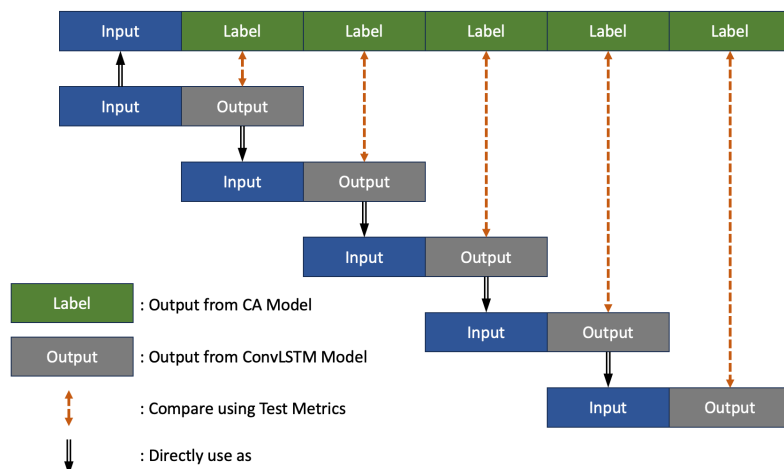 Input Label Label Label Label Label
Input Output
Input Output
Input Output
Label : Output from CA Model
Input Output
Output : Output from ConvLSTM Model
Input Output
: Compare using Test Metrics
: Directly use as